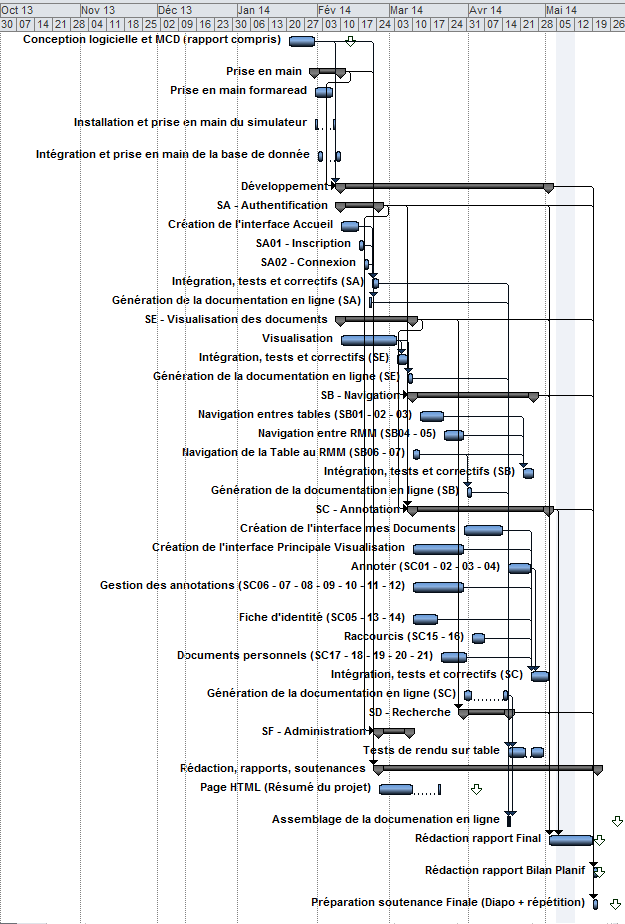 Oct 13 Nov 13 Déc 13 Jan 14 Fév 14 Mar 14 Avr 14 Mai 14
30 07 14 21 28 04 11 18 25 02 09 16 23 30 06 13 20 27 03 10 17 24 03 10 17 24 31 07 14 21 28 05 12 19 26
Conception logicielle et MCD (rapport compris)
Prise en main
Prise en main formaread
Installation et prise en main du simulateur
Intégration et prise en main de la base de donnée
Développement
SA - Authentification
Création de l'interface Accueil
SA01 - Inscription
SA02 - Connexion
Intégration, tests et correctifs (SA)
Génération de la documentation en ligne (SA)
SE - Visualisation des documents
Visualisation
Intégration, tests et correctifs (SE)
Génération de la documentation en ligne (SE)
SB - Navigation
Navigation entres tables (SB01 - 02 - 03)
Navigation entre RMM (SB04 - 05)
Navigation de la Table au RMM (SB06 - 07)
Intégration, tests et correctifs (SB)
Génération de la documentation en ligne (SB)
SC - Annotation
Création de l'interface mes Documents
Création de l'interface Principale Visualisation
Annoter (SC01 - 02 - 03 - 04)
Gestion des annotations (SC06 - 07 - 08 - 09 - 10 - 11 - 12)
Fiche d'identité (SC05 - 13 - 14)
Raccourcis (SC15 - 16)
Documents personnels (SC17 - 18 - 19 - 20 - 21)
Intégration, tests et correctifs (SC)
Génération de la documentation en ligne (SC)
SD - Recherche
SF - Administration
Tests de rendu sur table
Rédaction, rapports, soutenances
Page HTML (Résumé du projet)
Assemblage de la documenation en ligne
Rédaction rapport Final
Rédaction rapport Bilan Planif
Préparation soutenance Finale (Diapo + répétition)